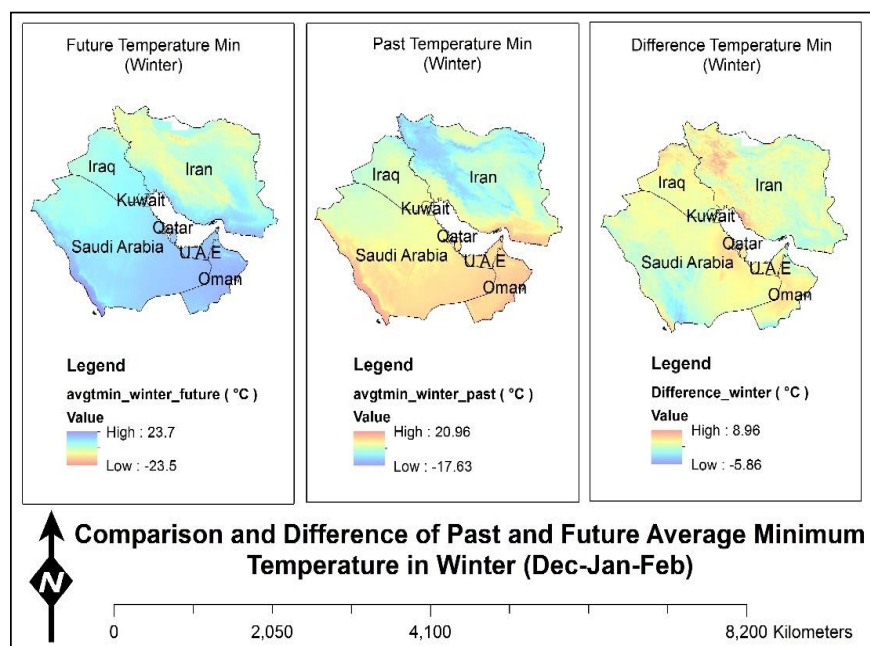 Future Temperature Min
(Winter)
Iraq
Iran
Kuwait
Qatar
Saudi Arabia
U.A.E
Oman
Legend
avgtmin_winter_future ( °C )
Value
High : 23.7
Low : -23.5
Past Temperature Min
(Winter)
Iraq
Iran
Kuwait
Qatar
Saudi Arabia
U.A.E
Oman
Legend
avgtmin_winter_past ( °C )
Value
High : 20.96
Low : -17.63
Difference Temperature Min
(Winter)
Iraq
Iran
Kuwait
Qatar
Saudi Arabia
U.A.E
Oman
Legend
Difference_winter ( °C )
Value
High : 8.96
Low : -5.86
N
Comparison and Difference of Past and Future Average Minimum
Temperature in Winter (Dec-Jan-Feb)
0 2,050 4,100 8,200 Kilometers